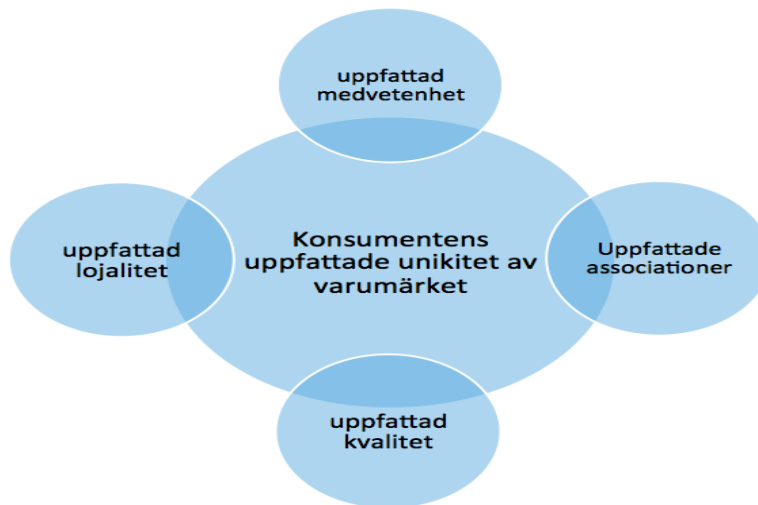 uppfattad
medvetenhet
uppfattad
lojalitet
Konsumentens
uppfattade unikitet av
varumärket
Uppfattade
associationer
uppfattad
kvalitet